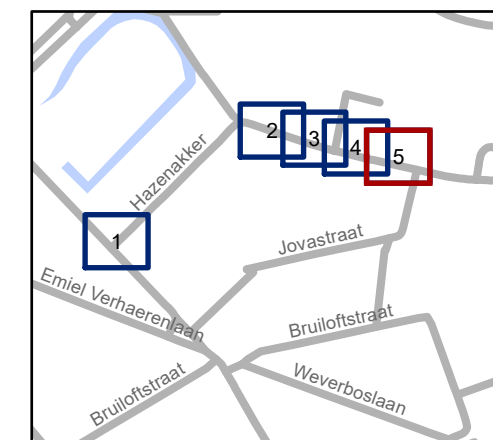 2
3
4
5
Hazenakker
1
Jovastraat
Emiel Verhaerenlaan
Bruiloftstraat
Weverboslaan
Bruiloftstraat